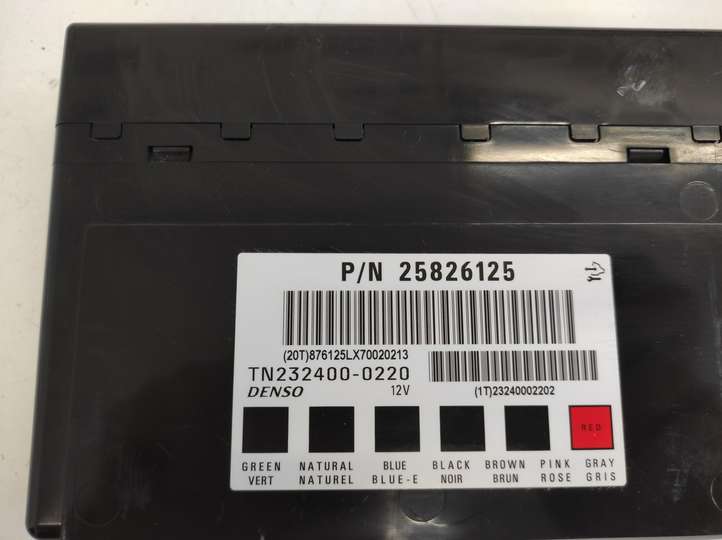 P/N 25826125
(20T)876125LX70020213
TN232400-0220
DENSO 12V
(1T)23240002202
RED
GREEN NATURAL BLUE BLACK BROWN PINK GRAY
VERT NATUREL BLUE-E NOIR BRUN ROSE GRIS